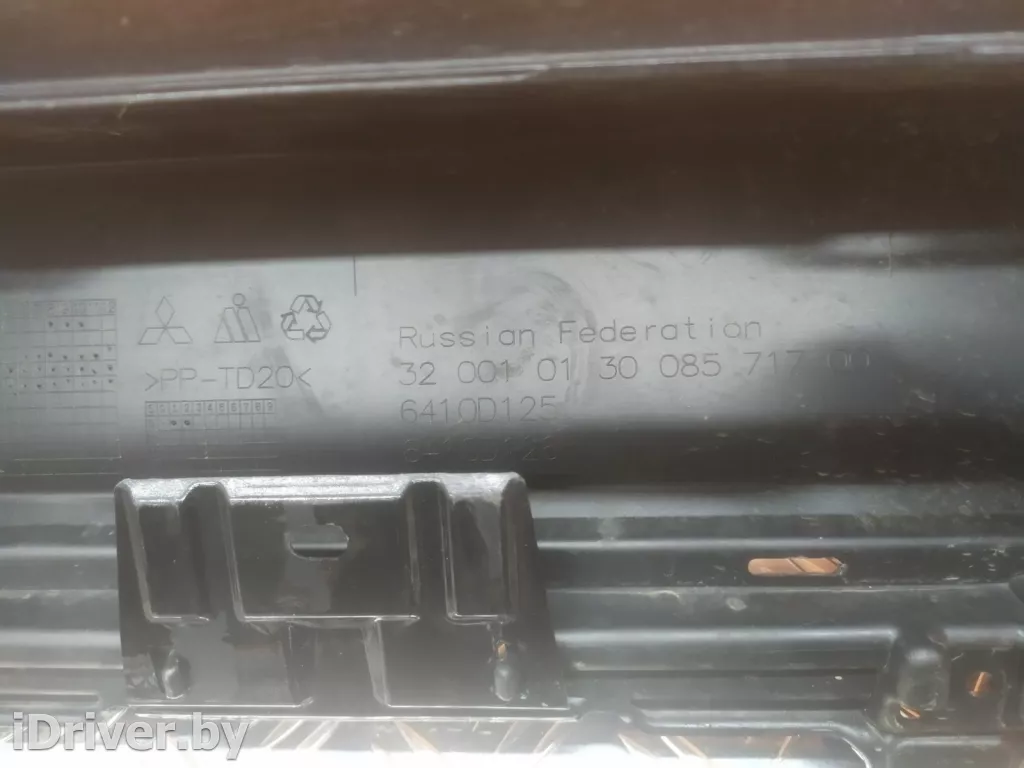 Russian Federation
>PP-TD20<
32 001 01 30 085 717 00
6410D125
iDriver.by